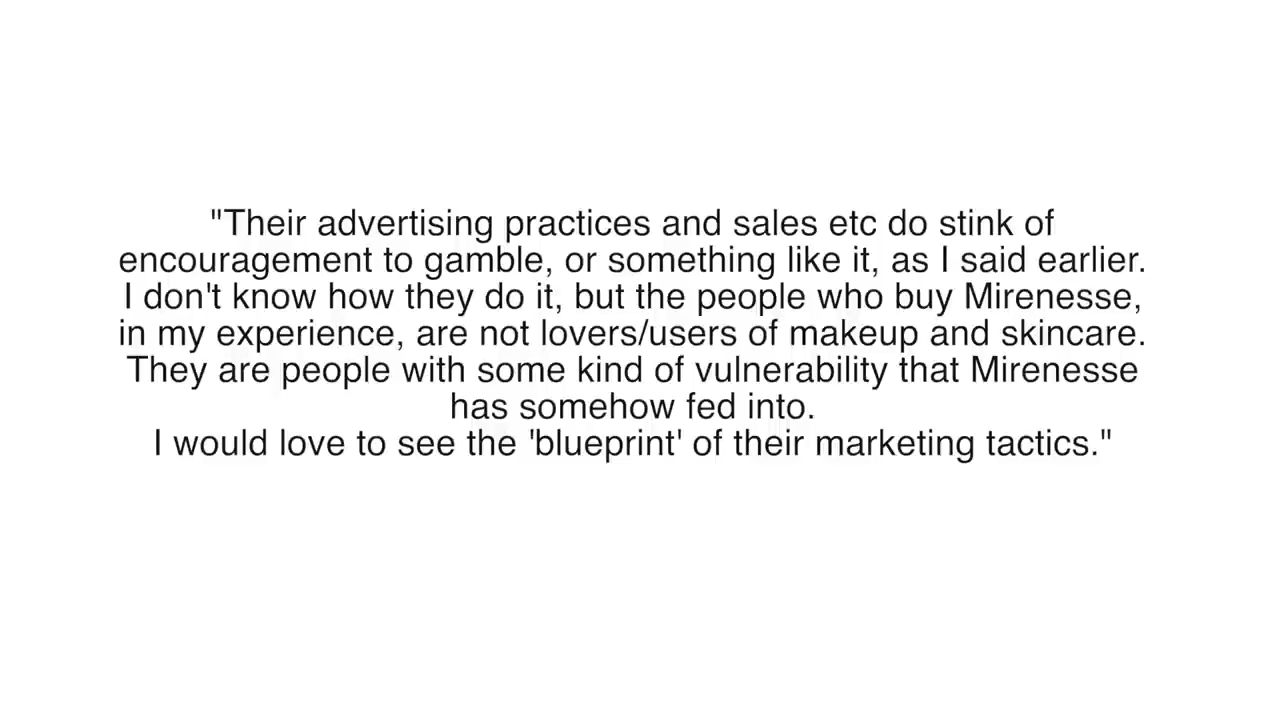 "Their advertising practices and sales etc do stink of
encouragement to gamble, or something like it, as I said earlier.
I don't know how they do it, but the people who buy Mirenesse,
in my experience, are not lovers/users of makeup and skincare.
They are people with some kind of vulnerability that Mirenesse
has somehow fed into.
I would love to see the 'blueprint' of their marketing tactics."